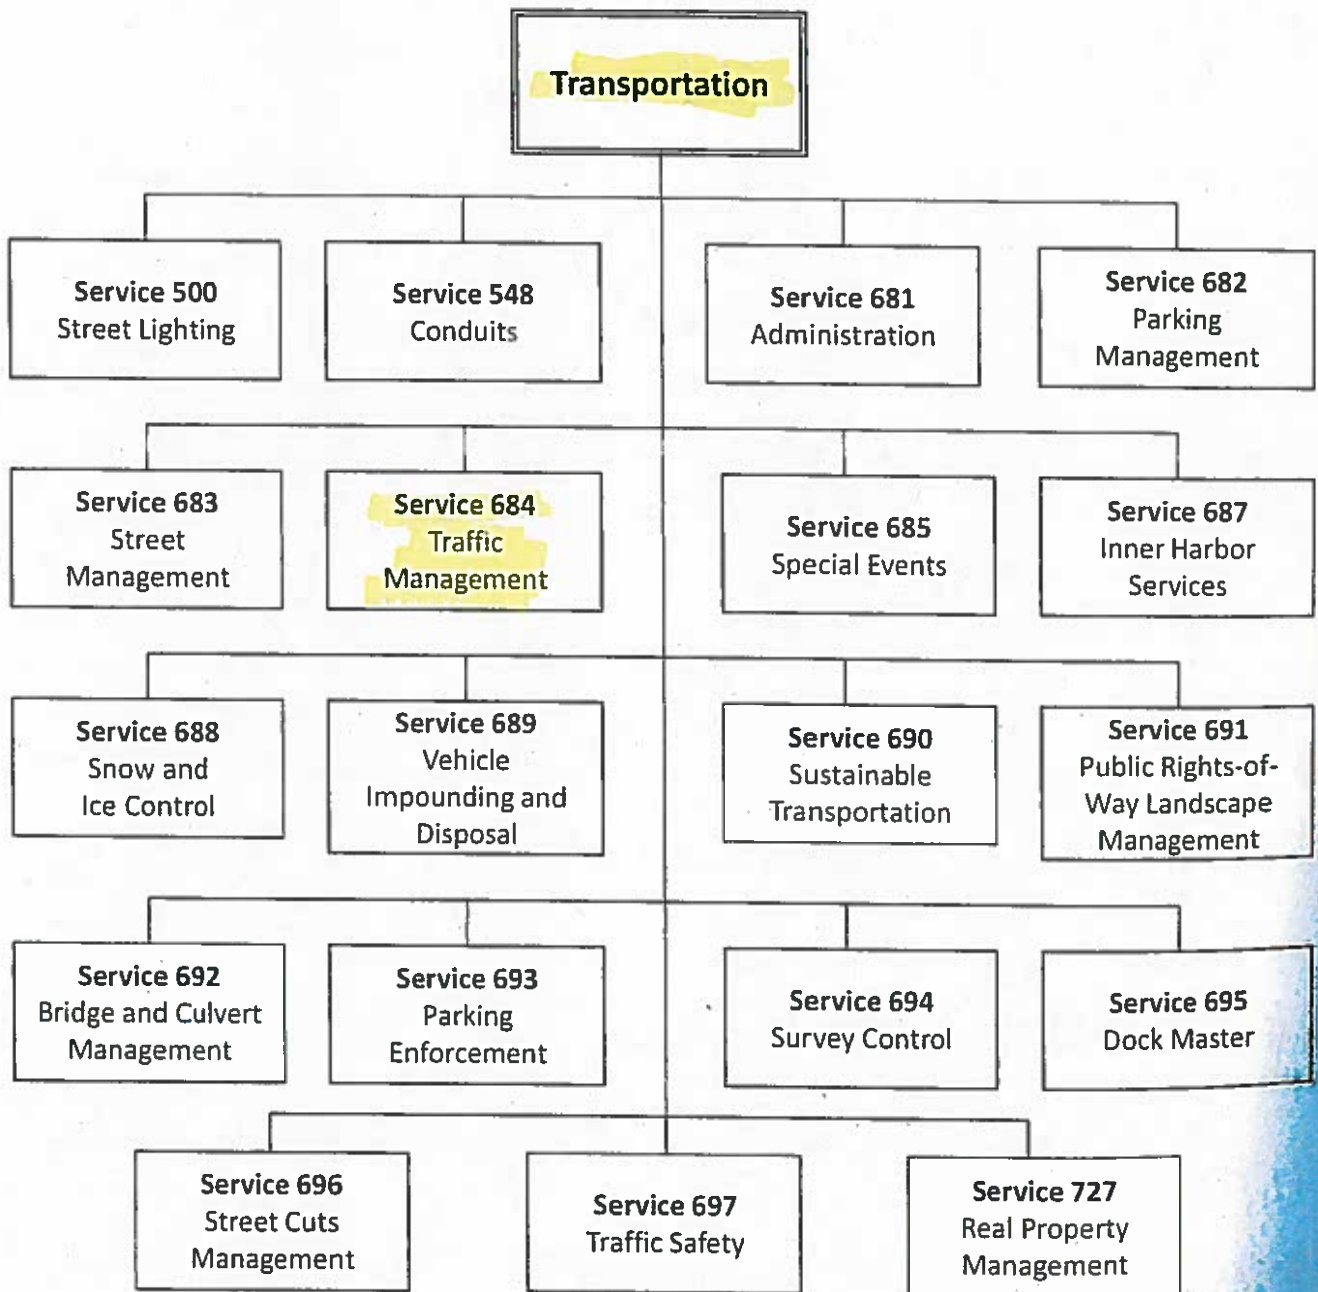 Transportation
Service 500
Street Lighting
Service 548
Conduits
Service 681
Administration
Service 682
Parking
Management
Service 683
Street
Management
Service 684
Traffic
Management
Service 685
Special Events
Service 687
Inner Harbor
Services
Service 688
Snow and
Ice Control
Service 689
Vehicle
Impounding and
Disposal
Service 690
Sustainable
Transportation
Service 691
Public Rights-of-
Way Landscape
Management
Service 692
Bridge and Culvert
Management
Service 693
Parking
Enforcement
Service 694
Survey Control
Service 695
Dock Master
Service 696
Street Cuts
Management
Service 697
Traffic Safety
Service 727
Real Property
Management